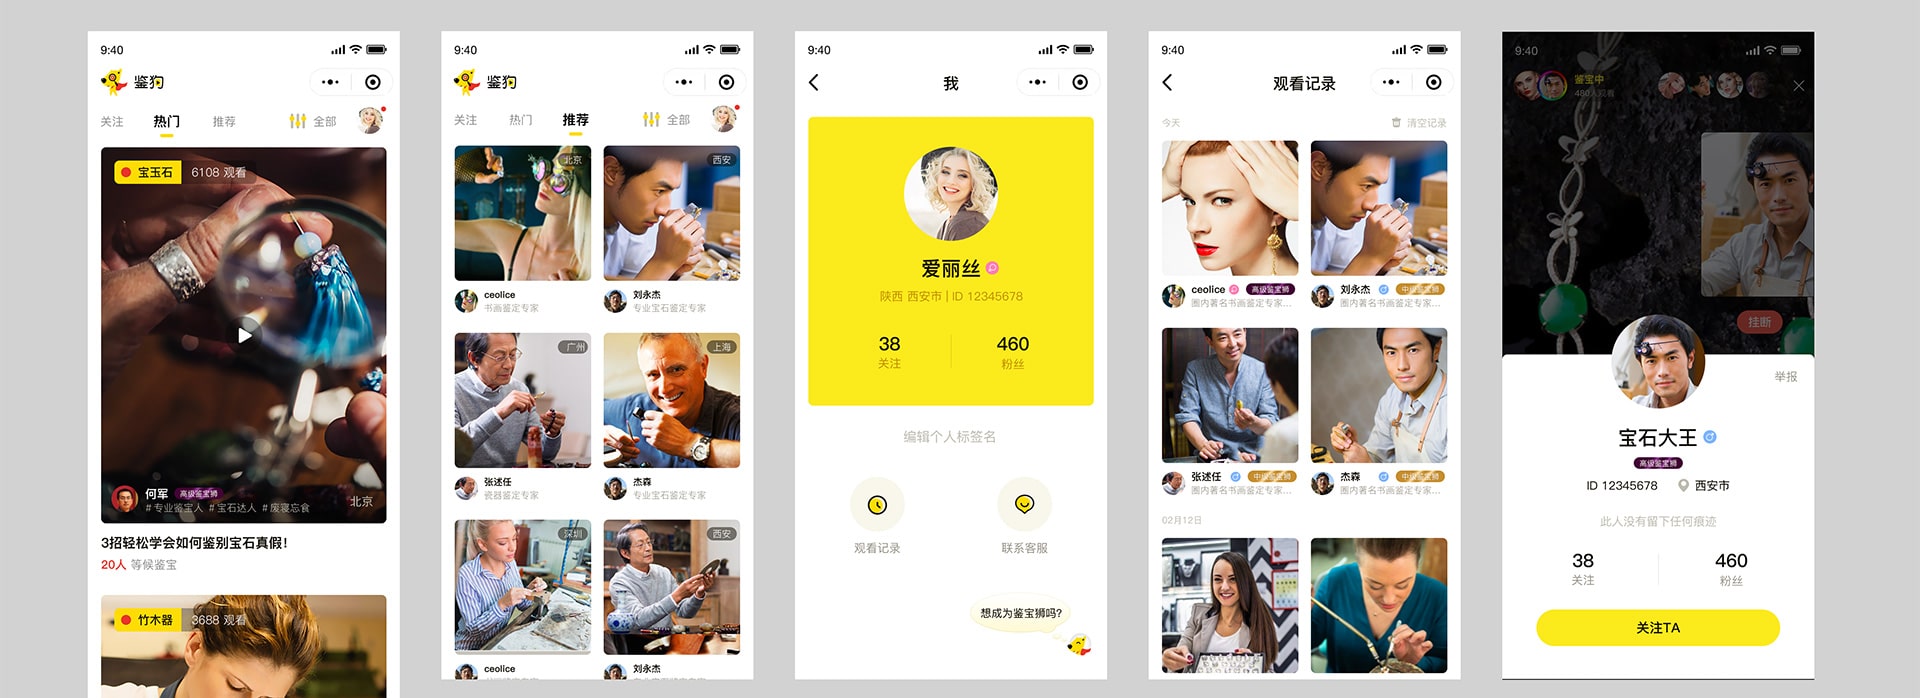 9:40
鉴狗
关注 热门 推荐 全部
宝玉石 6108 观看
何军 高级鉴宝狮
北京
#专业鉴宝人 #宝石达人 #废寝忘食
3招轻松学会如何鉴别宝石真假!
20人 等候鉴宝
竹木器 3688 观看
9:40
鉴狗
关注 热门 推荐 全部
北京 西安
ceolice 刘永杰
书画鉴定专家 专业宝石鉴定专家
广州 上海
张述任 杰森
瓷器鉴定专家 专业宝石鉴定专家
深圳 西安
ceolice 刘永杰
9:40
我
爱丽丝
陕西 西安市 | ID 12345678
38 460
关注 粉丝
编辑个人标签名
观看记录 联系客服
想成为鉴宝狮吗?
9:40
观看记录
今天 清空记录
ceolice 高级鉴宝狮 刘永杰 中级鉴宝狮
圈内著名书画鉴定专家... 圈内著名书画鉴定专家...
张述任 中级鉴宝狮 杰森 中级鉴宝狮
圈内著名书画鉴定专家... 圈内著名书画鉴定专家...
02月12日
9:40
鉴宝中
480人观看
挂断
举报
宝石大王
高级鉴宝狮
ID 12345678 西安市
此人没有留下任何痕迹
38 460
关注 粉丝
关注TA